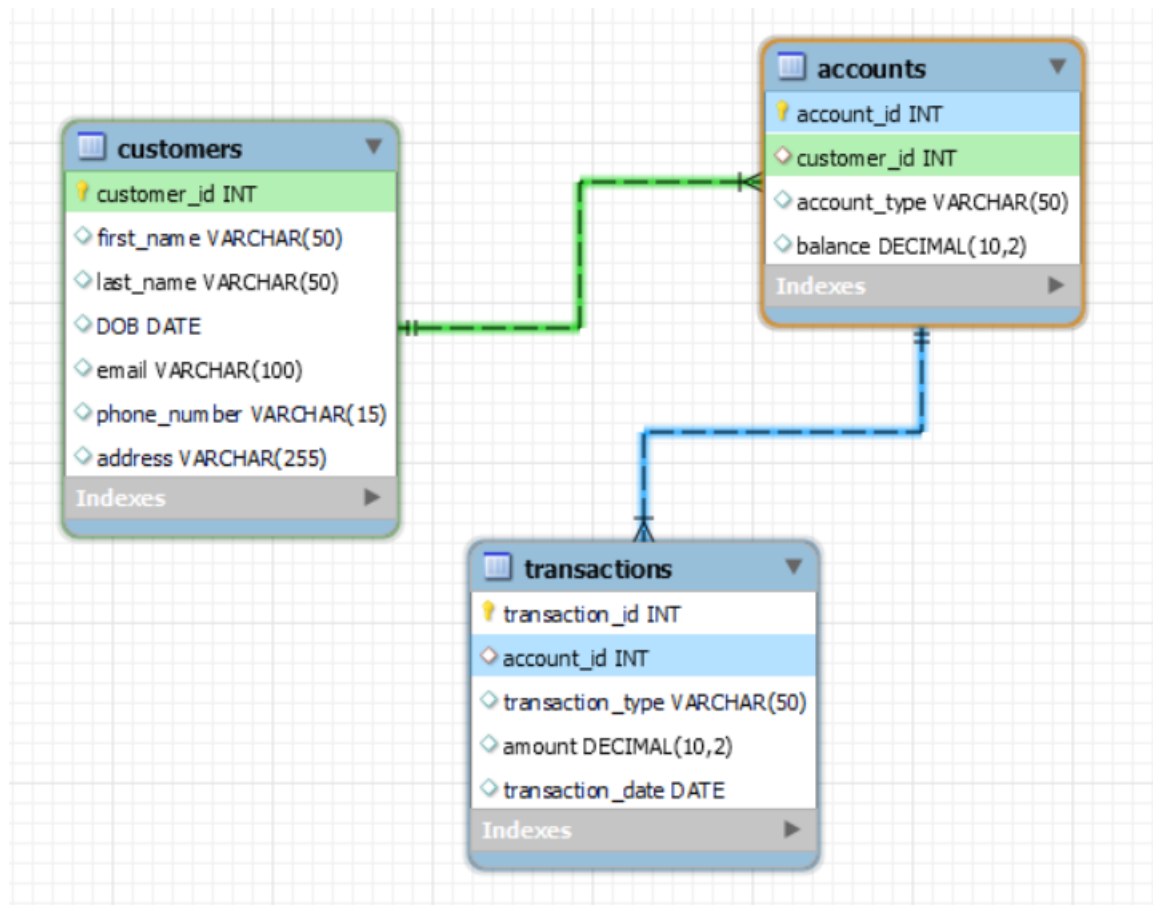 customers
customer_id INT
first_name VARCHAR(50)
last_name VARCHAR(50)
DOB DATE
email VARCHAR(100)
phone_number VARCHAR(15)
address VARCHAR(255)
Indexes
accounts
account_id INT
customer_id INT
account_type VARCHAR(50)
balance DECIMAL(10,2)
Indexes
transactions
transaction_id INT
account_id INT
transaction_type VARCHAR(50)
amount DECIMAL(10,2)
transaction_date DATE
Indexes